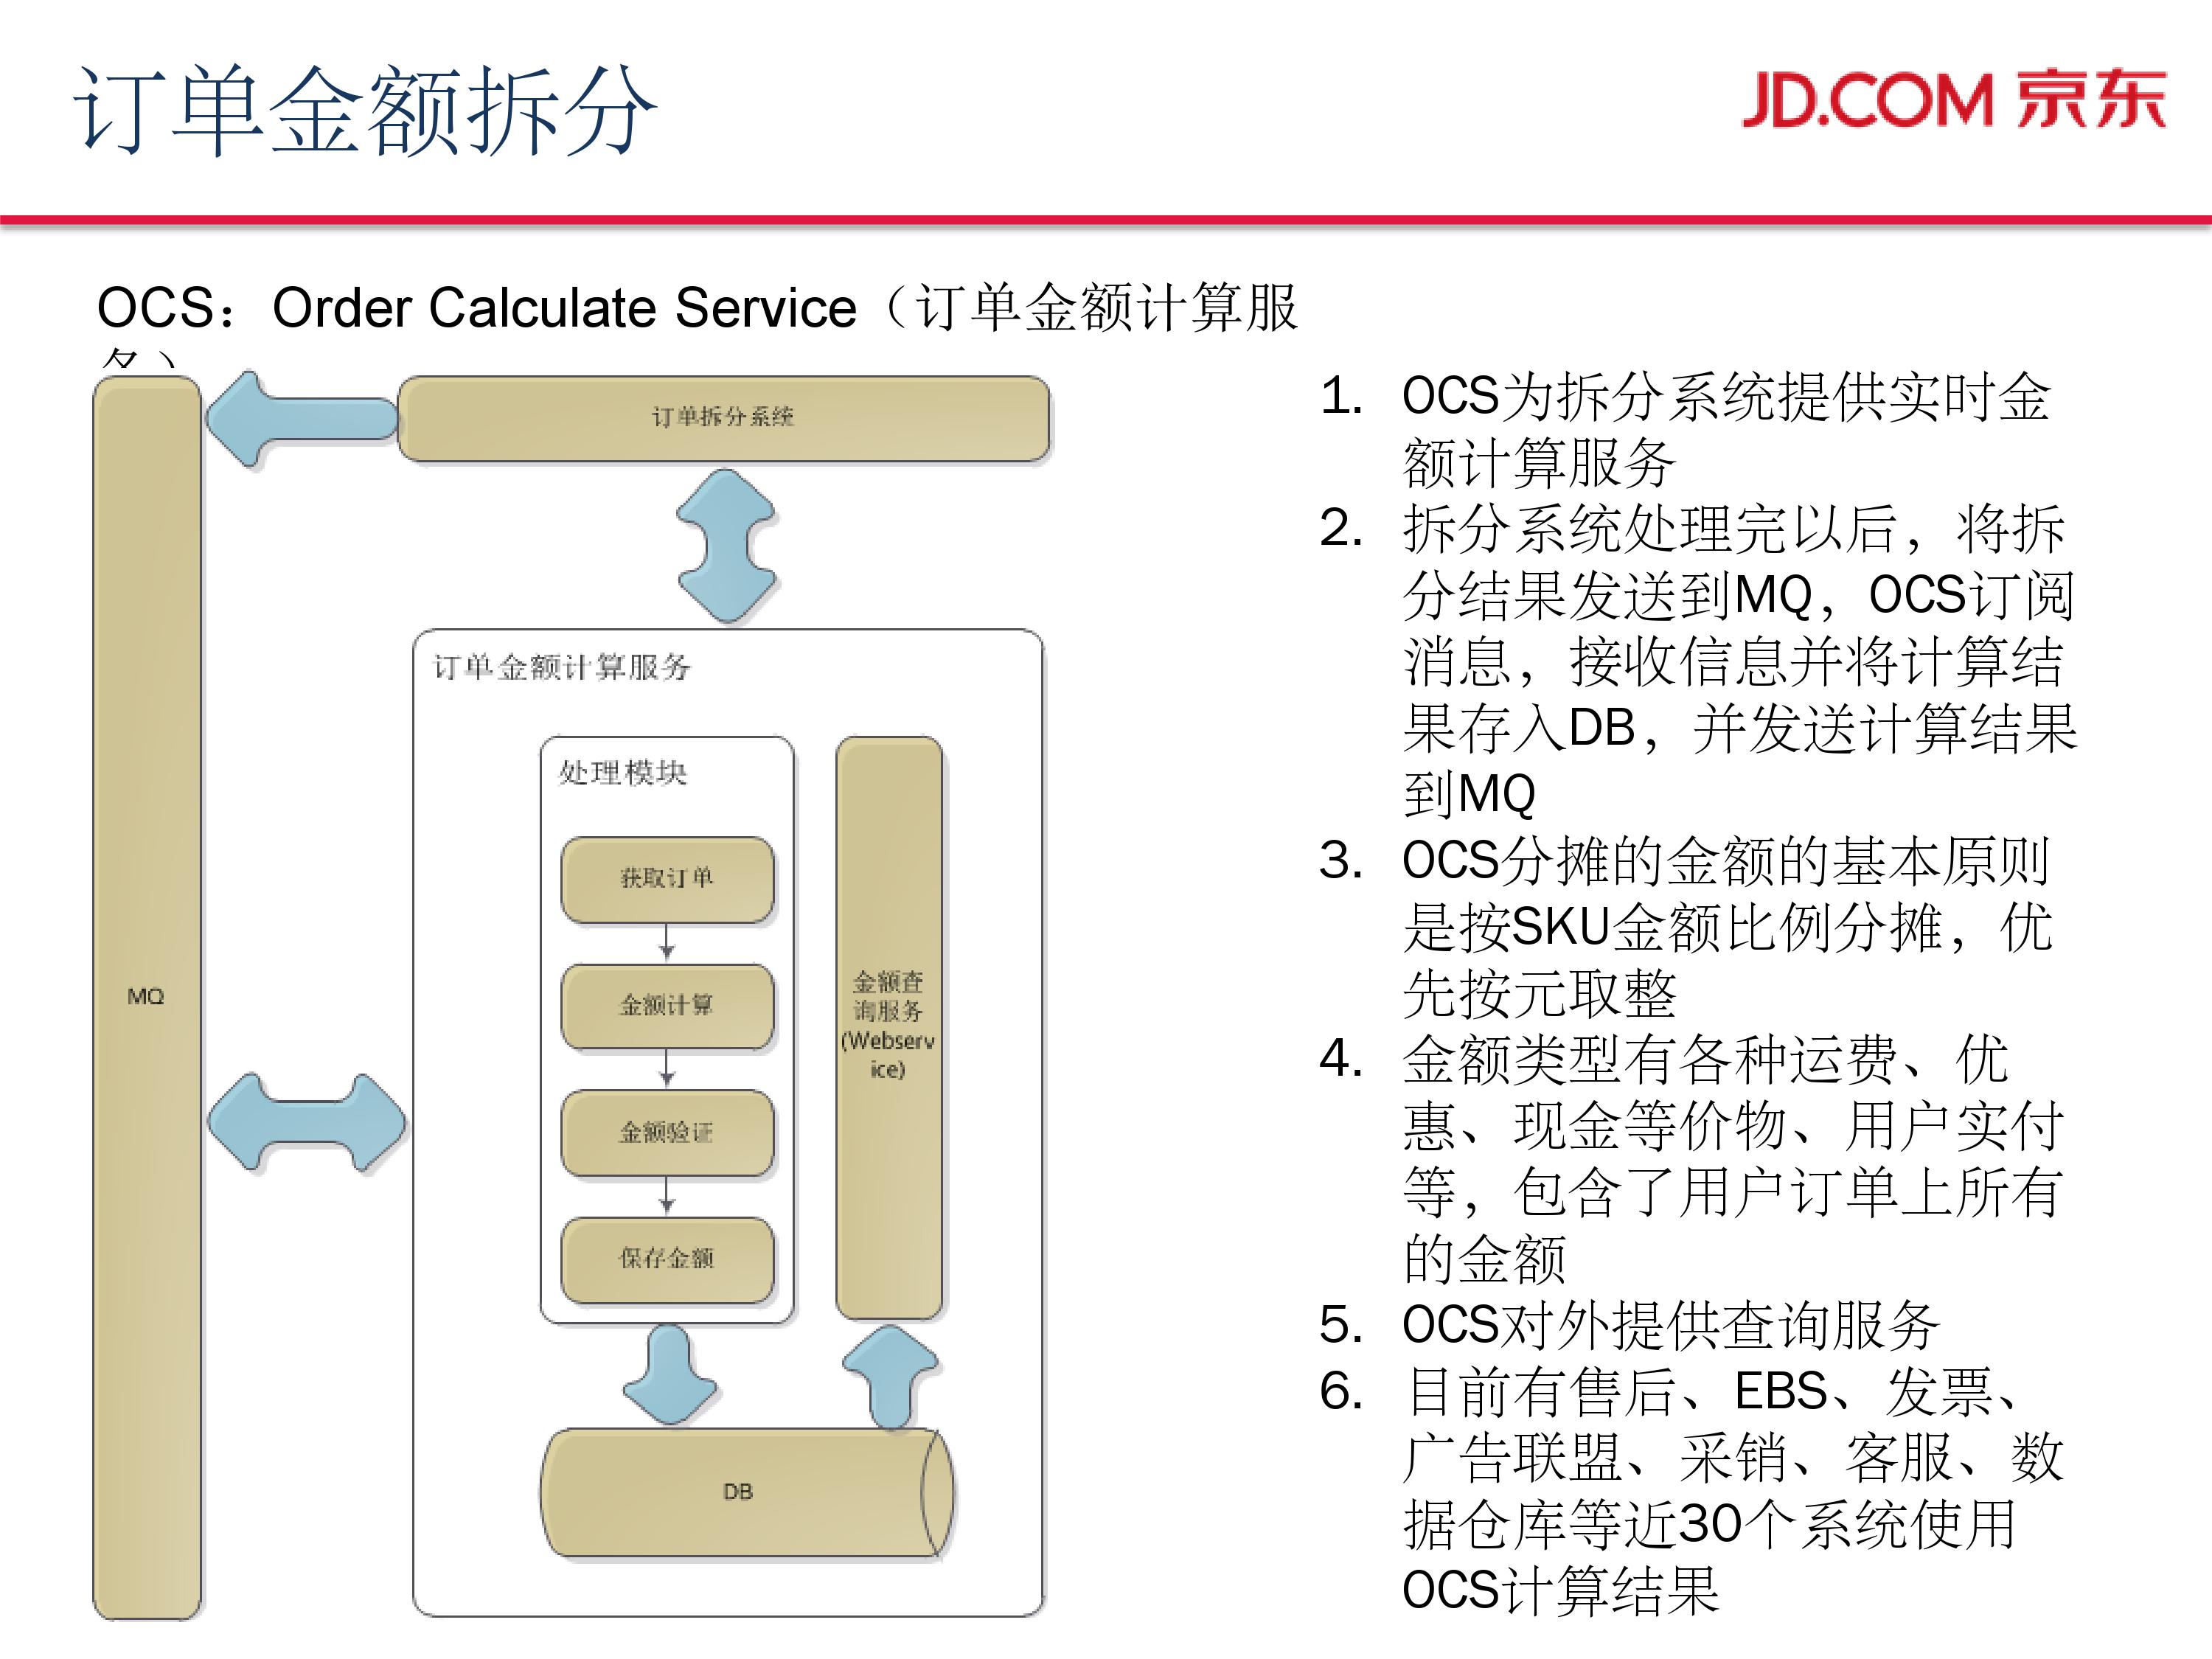 订单金额拆分
JD.COM 京东
OCS：Order Calculate Service（订单金额计算服
务）
订单拆分系统
MQ
订单金额计算服务
处理模块
获取订单
金额计算
金额验证
保存金额
金额查
询服务
(Webserv
ice)
DB
1. OCS为拆分系统提供实时金
额计算服务
2. 拆分系统处理完以后，将拆
分结果发送到MQ，OCS订阅
消息，接收信息并将计算结
果存入DB，并发送计算结果
到MQ
3. OCS分摊的金额的基本原则
是按SKU金额比例分摊，优
先按元取整
4. 金额类型有各种运费、优
惠、现金等价物、用户实付
等，包含了用户订单上所有
的金额
5. OCS对外提供查询服务
6. 目前有售后、EBS、发票、
广告联盟、采销、客服、数
据仓库等近30个系统使用
OCS计算结果